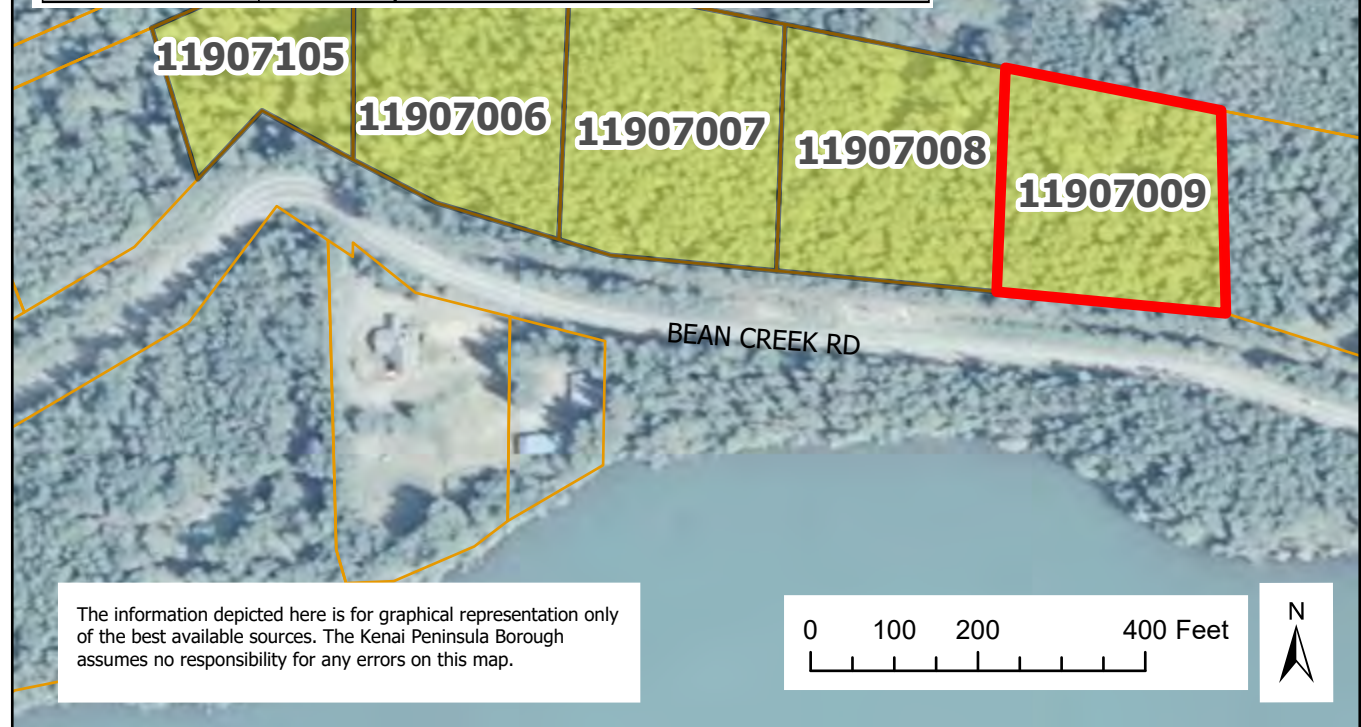 11907105
11907006
11907007
11907008
11907009
BEAN CREEK RD
The information depicted here is for graphical representation only
of the best available sources. The Kenai Peninsula Borough
assumes no responsibility for any errors on this map.
0 100 200 400 Feet
N